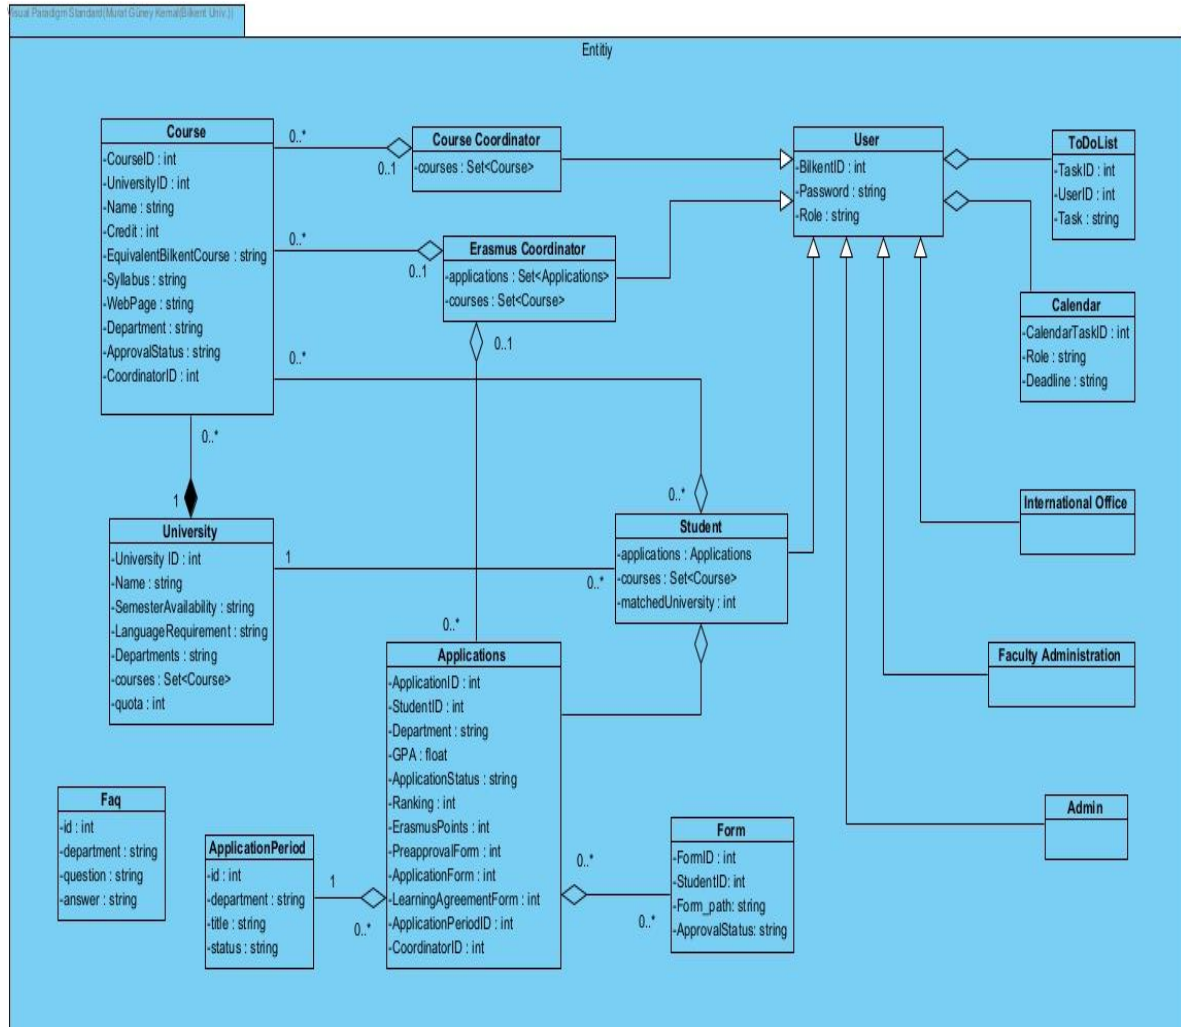 Visual Paradigm Standard(Murat Güney Kemal(Bilkent Univ.))
Entitiy
Course
-CourseID : int
-UniversityID : int
-Name : string
-Credit : int
-EquivalentBilkentCourse : string
-Syllabus : string
-WebPage : string
-Department : string
-ApprovalStatus : string
-CoordinatorID : int
0..*
0..1
Course Coordinator
-courses : Set<Course>
0..*
0..1
Erasmus Coordinator
-applications : Set<Applications>
-courses : Set<Course>
0..1
0..*
User
-BilkentID : int
-Password : string
-Role : string
ToDoList
-TaskID : int
-UserID : int
-Task : string
Calendar
-CalendarTaskID : int
-Role : string
-Deadline : string
0..*
1
0..*
University
-University ID : int
-Name : string
-SemesterAvailability : string
-LanguageRequirement : string
-Departments : string
-courses : Set<Course>
-quota : int
1
0..*
Student
-applications : Applications
-courses : Set<Course>
-matchedUniversity : int
International Office
Faculty Administration
Admin
0..*
Applications
-ApplicationID : int
-StudentID : int
-Department : string
-GPA : float
-ApplicationStatus : string
-Ranking : int
-ErasmusPoints : int
-PreapprovalForm : int
-ApplicationForm : int
-LearningAgreementForm : int
-ApplicationPeriodID : int
-CoordinatorID : int
Faq
-id : int
-department : string
-question : string
-answer : string
ApplicationPeriod
-id : int
-department : string
-title : string
-status : string
1
0..*
0..*
0..*
Form
-FormID : int
-StudentID: int
-Form_path: string
-ApprovalStatus: string